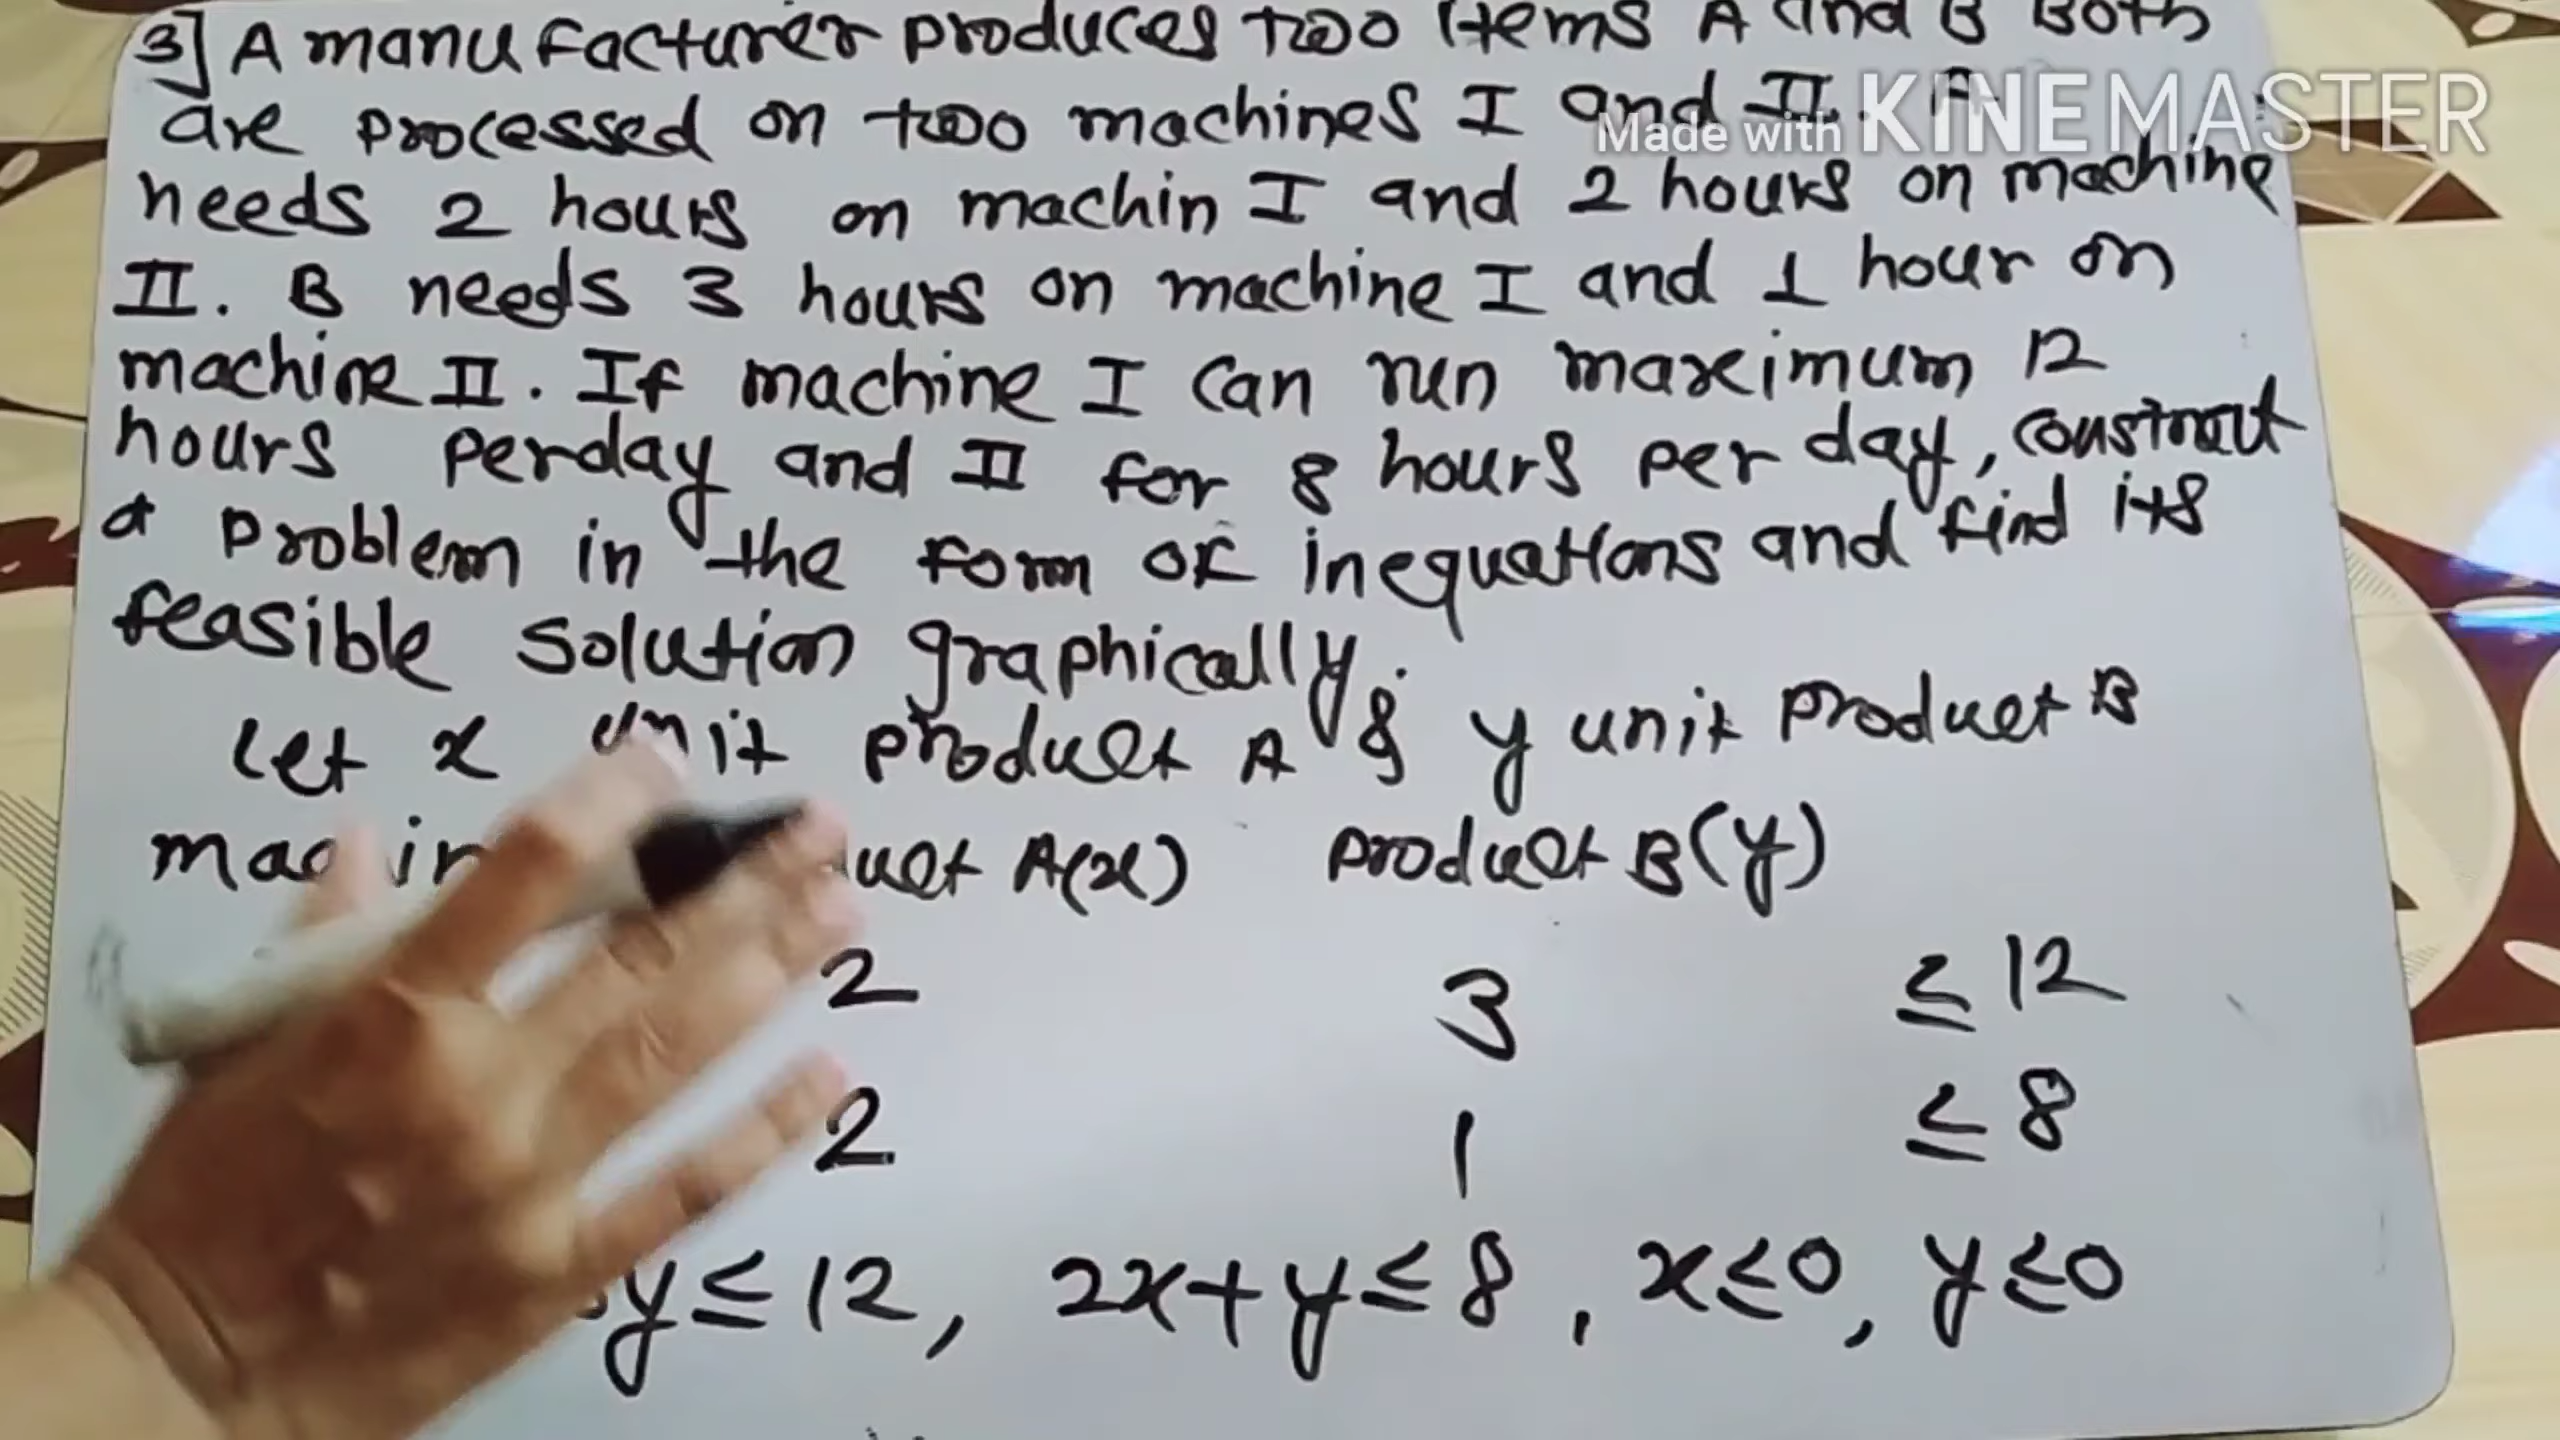 3] A manufacturer produces two items A and B Both
are processed on two machines I and II. A
Made with KINEMASTER
needs 2 hours on machin I and 2 hours on machine
II. B needs 3 hours on machine I and 1 hour on
machine II. If machine I can run maximum 12
hours perday and II for 8 hours per day, construct
a problem in the form of inequations and find its
feasible solution graphically.
Let x unit product A & y unit product B
A(x) product B(y)
2 3 ≤ 12
2 1 ≤ 8
y ≤ 12, 2x+y ≤ 8, x≤0, y≤0